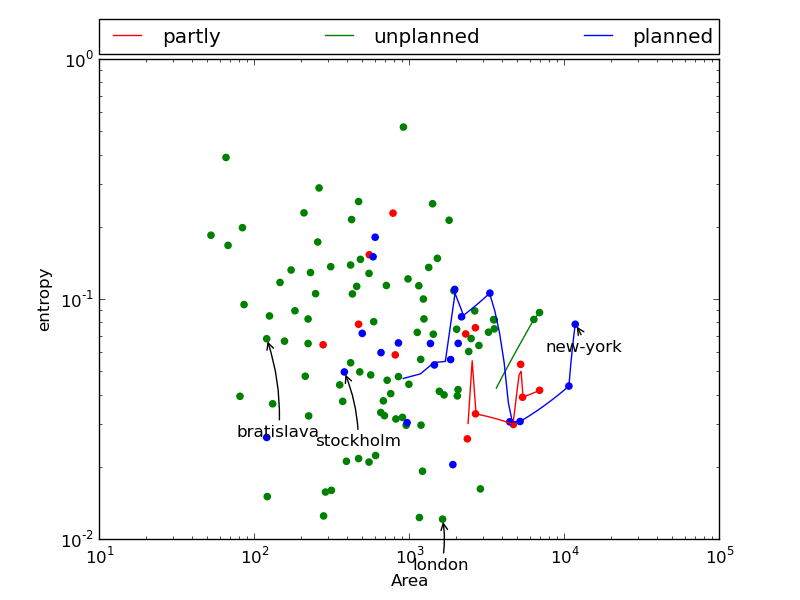 partly unplanned planned
10^0
10^-1
10^-2
entropy
new-york
bratislava
stockholm
london
10^1 10^2 10^3 10^4 10^5
Area